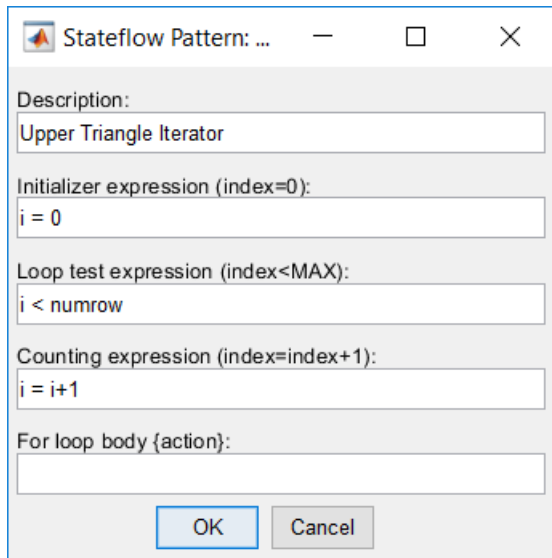 Stateflow Pattern: ...
Description:
Upper Triangle Iterator
Initializer expression (index=0):
i = 0
Loop test expression (index<MAX):
i < numrow
Counting expression (index=index+1):
i = i+1
For loop body {action}:
OK Cancel